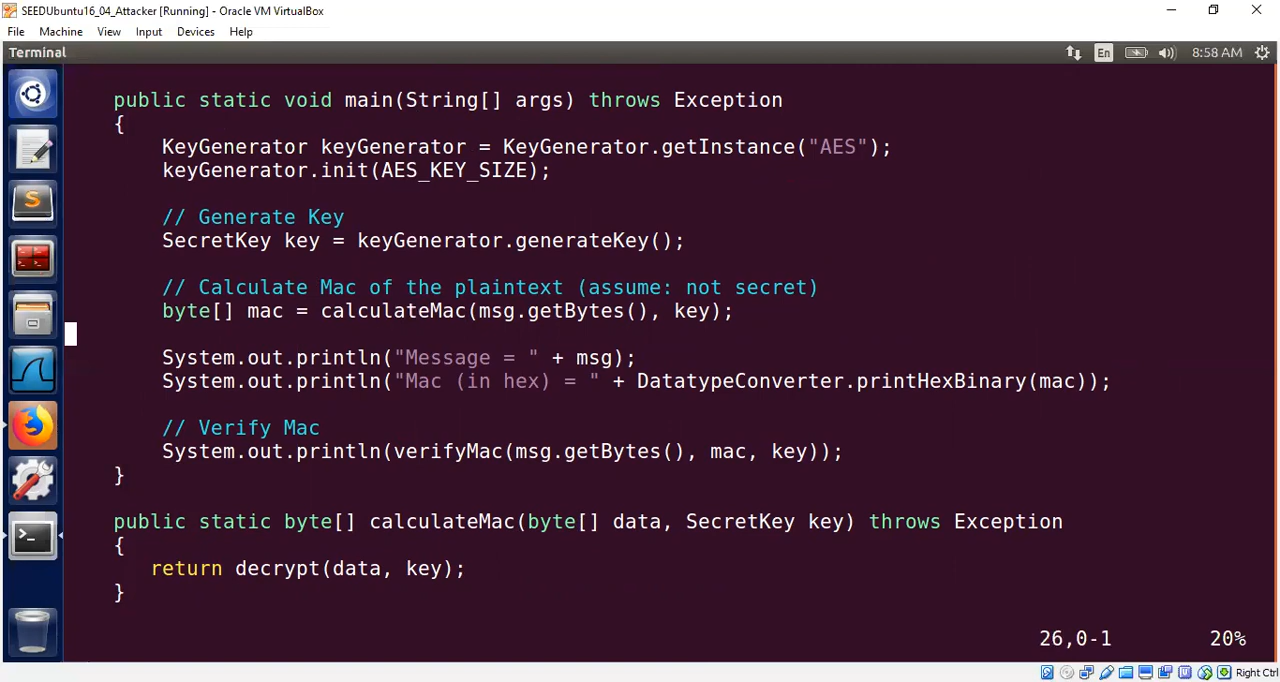 SEEDUbuntu16_04_Attacker [Running] - Oracle VM VirtualBox
File Machine View Input Devices Help
Terminal En 8:58 AM
public static void main(String[] args) throws Exception
{
KeyGenerator keyGenerator = KeyGenerator.getInstance("AES");
keyGenerator.init(AES_KEY_SIZE);
// Generate Key
SecretKey key = keyGenerator.generateKey();
// Calculate Mac of the plaintext (assume: not secret)
byte[] mac = calculateMac(msg.getBytes(), key);
System.out.println("Message = " + msg);
System.out.println("Mac (in hex) = " + DatatypeConverter.printHexBinary(mac));
// Verify Mac
System.out.println(verifyMac(msg.getBytes(), mac, key));
}
public static byte[] calculateMac(byte[] data, SecretKey key) throws Exception
{
return decrypt(data, key);
}
26,0-1 20%
Right Ctrl